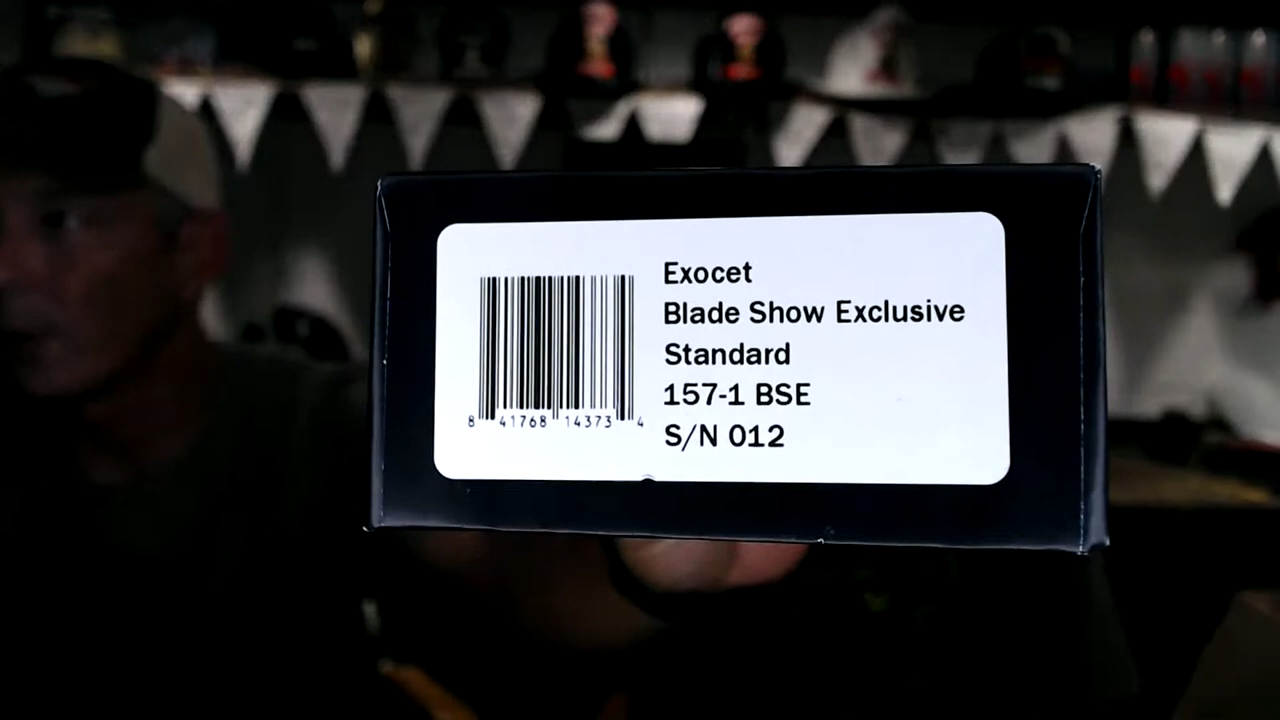 Exocet
Blade Show Exclusive
Standard
157-1 BSE
S/N 012
8 41768 14373 4